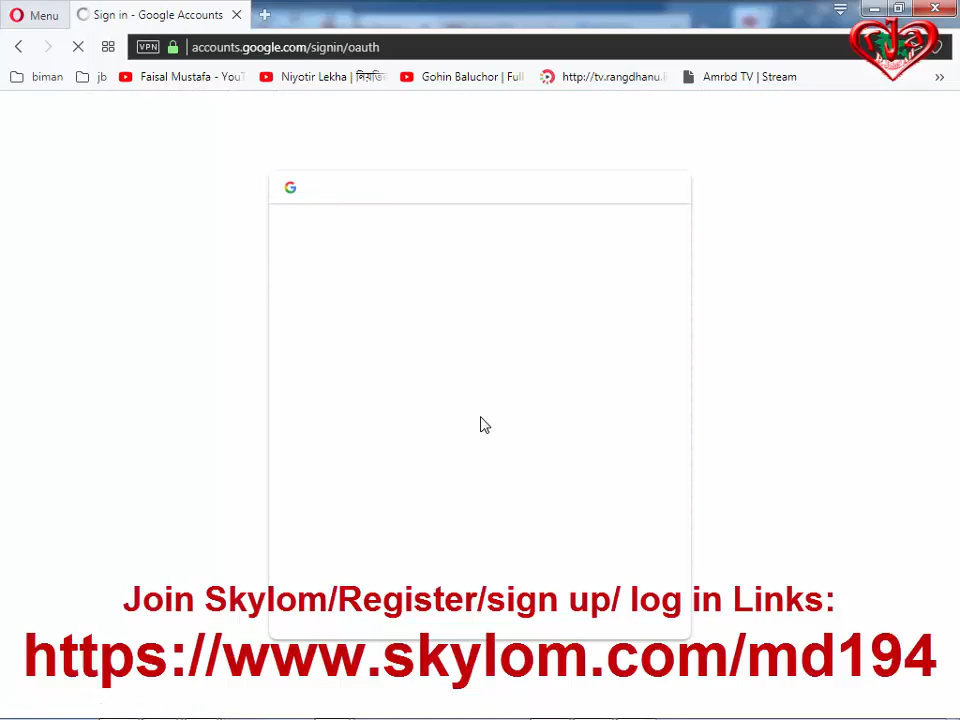 Menu Sign in - Google Accounts
VPN accounts.google.com/signin/oauth
biman jb Faisal Mustafa - YouT Niyotir Lekha | Gohin Baluchor | Full http://tv.rangdhanu.li Amrbd TV | Stream
Join Skylom/Register/sign up/ log in Links:
https://www.skylom.com/md194